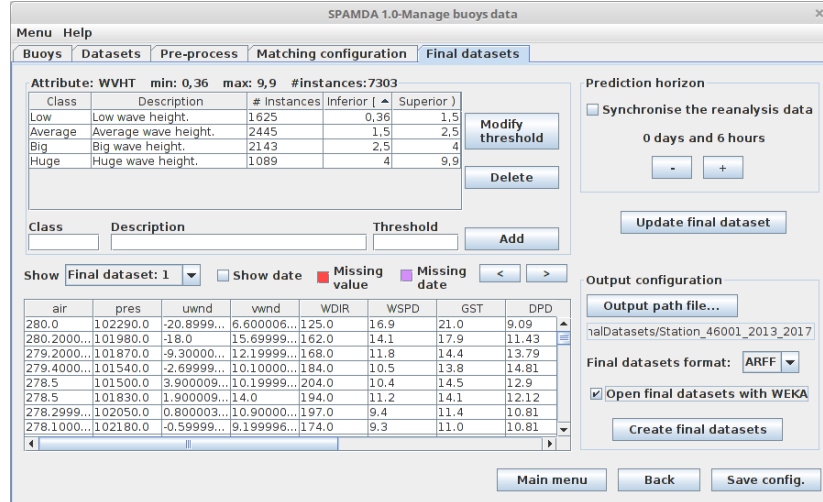 SPAMDA 1.0-Manage buoys data
Menu Help
Buoys Datasets Pre-process Matching configuration Final datasets
Attribute: WVHT min: 0,36 max: 9,9 #instances:7303
Class Description # Instances Inferior [ Superior )
Low Low wave height. 1625 0,36 1,5
Average Average wave height. 2445 1,5 2,5
Big Big wave height. 2143 2,5 4
Huge Huge wave height. 1089 4 9,9
Modify threshold
Delete
Class Description Threshold
Add
Prediction horizon
Synchronise the reanalysis data
0 days and 6 hours
- +
Update final dataset
Show Final dataset: 1 Show date Missing value Missing date < >
air pres uwnd vwnd WDIR WSPD GST DPD
280.0 102290.0 -20.8999... 6.600006... 125.0 16.9 21.0 9.09
280.2000... 101980.0 -18.0 15.69999... 162.0 14.1 17.9 11.43
279.2000... 101870.0 -9.30000... 12.19999... 168.0 11.8 14.4 13.79
279.4000... 101540.0 -2.69999... 10.10000... 184.0 10.5 13.8 14.81
278.5 101500.0 3.900009... 10.19999... 204.0 10.4 14.5 12.9
278.5 101830.0 1.900009... 14.0 194.0 11.2 14.1 12.12
278.2999... 102050.0 0.800003... 10.90000... 197.0 9.4 11.4 10.81
278.1000... 102180.0 -0.59999... 9.199996... 174.0 9.3 11.0 10.81
Output configuration
Output path file...
nalDatasets/Station_46001_2013_2017
Final datasets format: ARFF
Open final datasets with WEKA
Create final datasets
Main menu Back Save config.